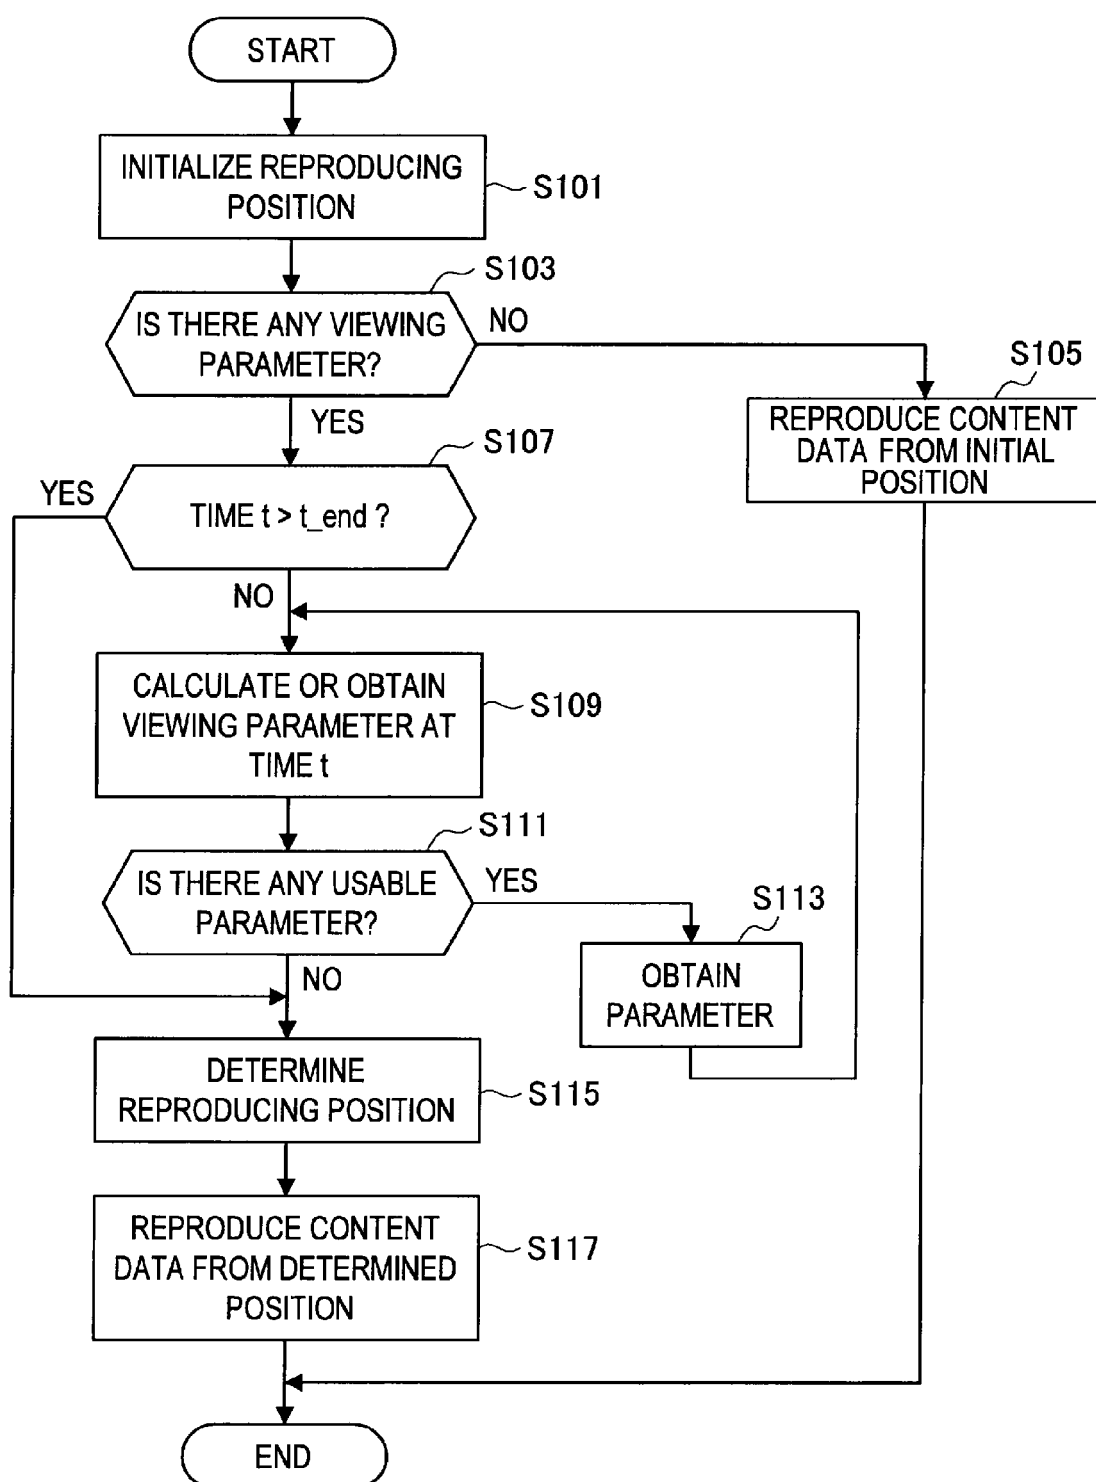 START
INITIALIZE REPRODUCING
POSITION
S101
S103
IS THERE ANY VIEWING
PARAMETER?
NO
YES
S105
REPRODUCE CONTENT
DATA FROM INITIAL
POSITION
S107
YES
TIME t > t_end ?
NO
CALCULATE OR OBTAIN
VIEWING PARAMETER AT
TIME t
S109
S111
IS THERE ANY USABLE
PARAMETER?
YES
NO
S113
OBTAIN
PARAMETER
DETERMINE
REPRODUCING POSITION
S115
REPRODUCE CONTENT
DATA FROM DETERMINED
POSITION
S117
END